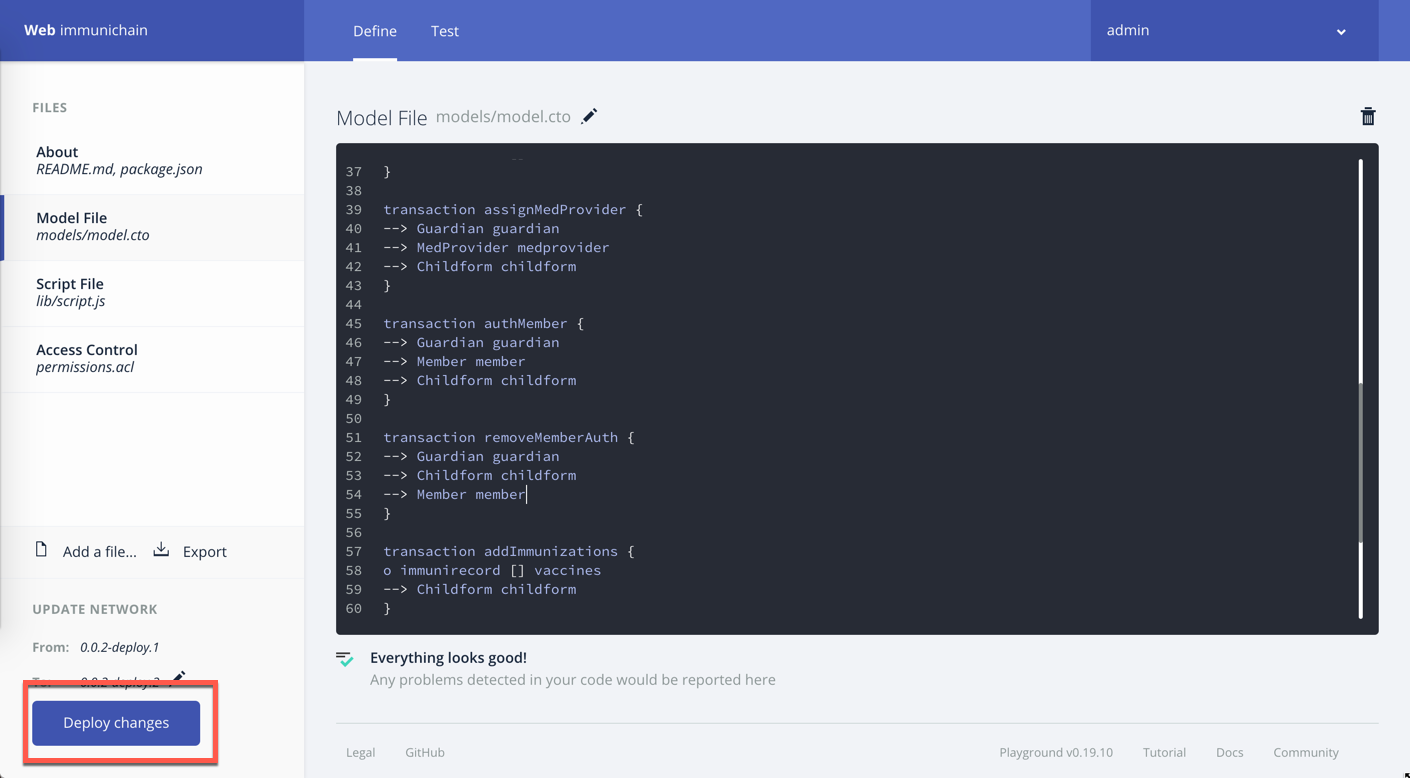 Web immunichain
Define
Test
admin
FILES
About
README.md, package.json
Model File
models/model.cto
Script File
lib/script.js
Access Control
permissions.acl
Add a file...
Export
UPDATE NETWORK
From: 0.0.2-deploy.1
To: 0.0.2-deploy.2
Deploy changes
Model File models/model.cto
37 }
38
39 transaction assignMedProvider {
40 --> Guardian guardian
41 --> MedProvider medprovider
42 --> Childform childform
43 }
44
45 transaction authMember {
46 --> Guardian guardian
47 --> Member member
48 --> Childform childform
49 }
50
51 transaction removeMemberAuth {
52 --> Guardian guardian
53 --> Childform childform
54 --> Member member
55 }
56
57 transaction addImmunizations {
58 o immunirecord [] vaccines
59 --> Childform childform
60 }
Everything looks good!
Any problems detected in your code would be reported here
Legal
GitHub
Playground v0.19.10
Tutorial
Docs
Community